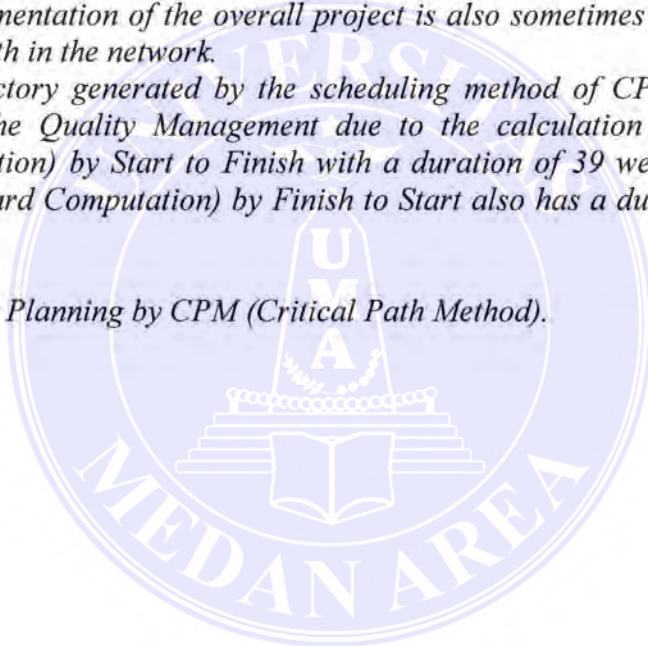 mentation of the overall project is also sometimes
th in the network.
ctory generated by the scheduling method of CP
he Quality Management due to the calculation
tion) by Start to Finish with a duration of 39 we
ard Computation) by Finish to Start also has a du
Planning by CPM (Critical Path Method).
UNIVERSITAS
U
M
A
MEDAN AREA